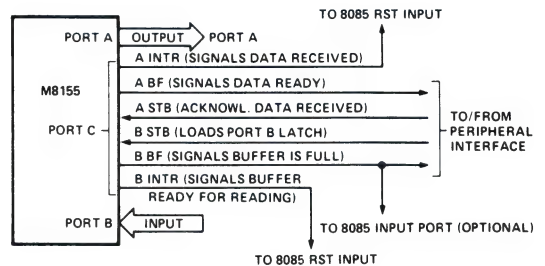 TO 8085 RST INPUT
PORT A
OUTPUT
PORT A
A INTR (SIGNALS DATA RECEIVED)
A BF (SIGNALS DATA READY)
M8155
A STB (ACKNOWL. DATA RECEIVED)
PORT C
B STB (LOADS PORT B LATCH)
TO/FROM
PERIPHERAL
INTERFACE
B BF (SIGNALS BUFFER IS FULL)
B INTR (SIGNALS BUFFER
READY FOR READING)
PORT B
INPUT
TO 8085 INPUT PORT (OPTIONAL)
TO 8085 RST INPUT